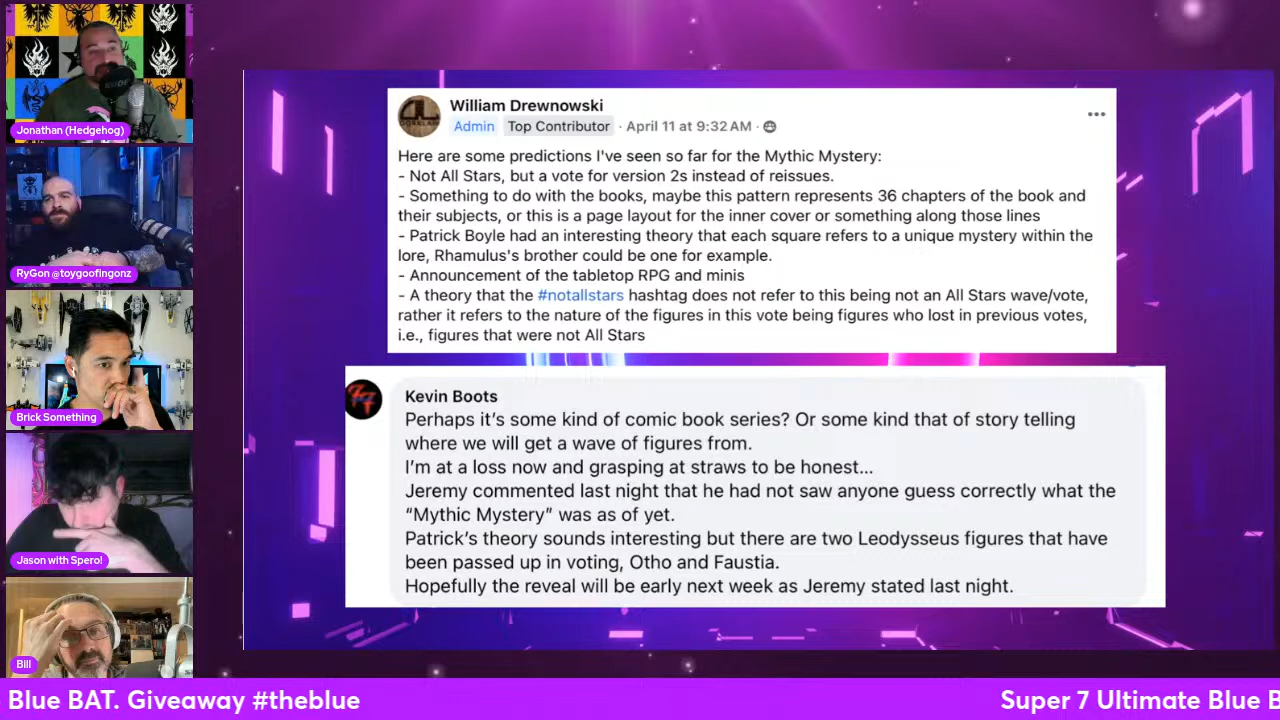 Jonathan (Hedgehog)
RyGon @toygoofingonz
Brick Something
Jason with Spero!
Bill
William Drewnowski
Admin Top Contributor · April 11 at 9:32 AM ·
Here are some predictions I've seen so far for the Mythic Mystery:
- Not All Stars, but a vote for version 2s instead of reissues.
- Something to do with the books, maybe this pattern represents 36 chapters of the book and
their subjects, or this is a page layout for the inner cover or something along those lines
- Patrick Boyle had an interesting theory that each square refers to a unique mystery within the
lore, Rhamulus's brother could be one for example.
- Announcement of the tabletop RPG and minis
- A theory that the #notallstars hashtag does not refer to this being not an All Stars wave/vote,
rather it refers to the nature of the figures in this vote being figures who lost in previous votes,
i.e., figures that were not All Stars
Kevin Boots
Perhaps it's some kind of comic book series? Or some kind that of story telling
where we will get a wave of figures from.
I'm at a loss now and grasping at straws to be honest...
Jeremy commented last night that he had not saw anyone guess correctly what the
“Mythic Mystery” was as of yet.
Patrick's theory sounds interesting but there are two Leodysseus figures that have
been passed up in voting, Otho and Faustia.
Hopefully the reveal will be early next week as Jeremy stated last night.
Blue BAT. Giveaway #theblue
Super 7 Ultimate Blue B